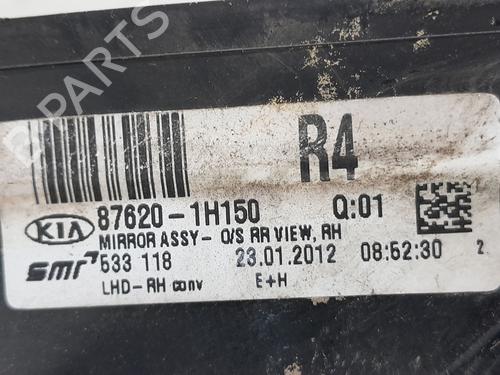 R4
KIA 87620-1H150 Q:01
MIRROR ASSY- O/S RR VIEW, RH
smr 533 118 23.01.2012 08:52:30 2
LHD-RH conv E+H
B-PARTS